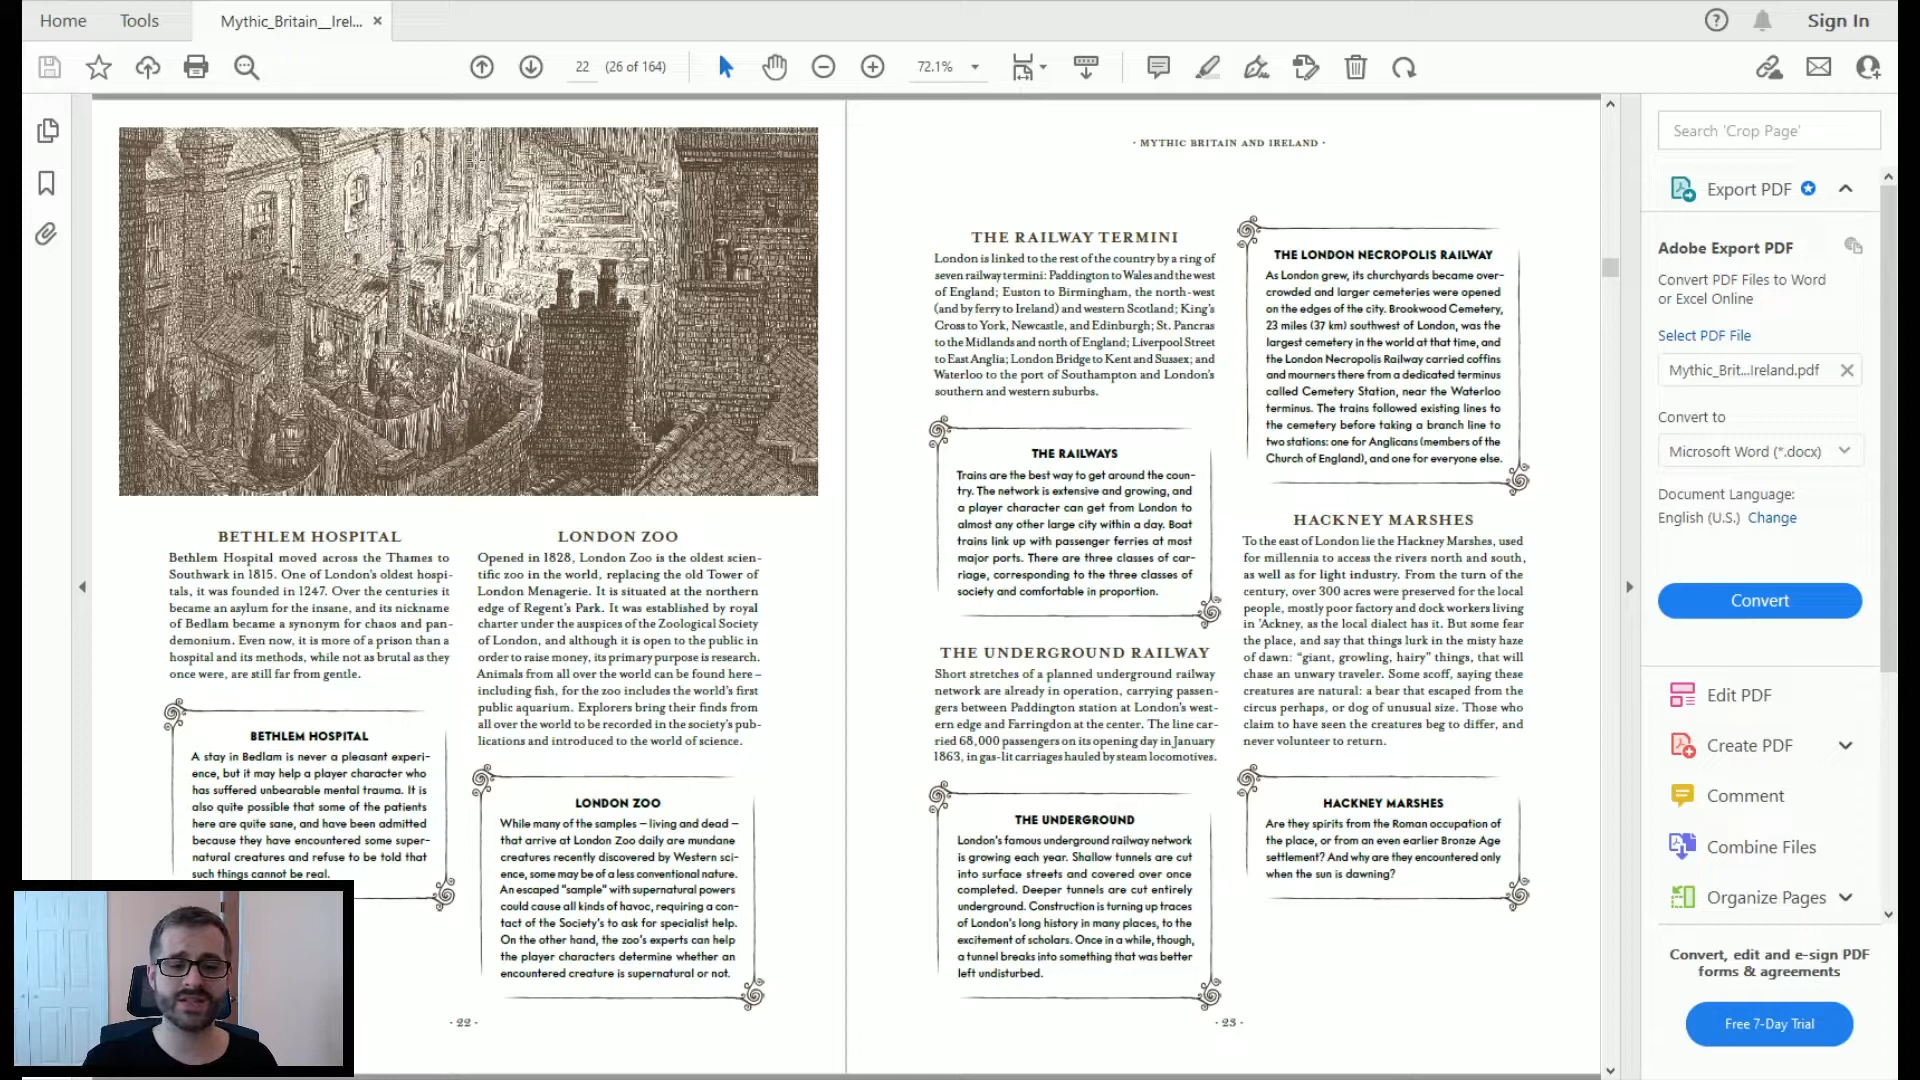 Home
Tools
Mythic_Britain__Irel...
Sign In
22
(26 of 164)
72.1%
BETHLEM HOSPITAL
Bethlem Hospital moved across the Thames to
Southwark in 1815. One of London's oldest hospi-
tals, it was founded in 1247. Over the centuries it
became an asylum for the insane, and its nickname
of Bedlam became a synonym for chaos and pan-
demonium. Even now, it is more of a prison than a
hospital and its methods, while not as brutal as they
once were, are still far from gentle.
BETHLEM HOSPITAL
A stay in Bedlam is never a pleasant experi-
ence, but it may help a player character who
has suffered unbearable mental trauma. It is
also quite possible that some of the patients
here are quite sane, and have been admitted
because they have encountered some super-
natural creatures and refuse to be told that
such things cannot be real.
LONDON ZOO
Opened in 1828, London Zoo is the oldest scien-
tific zoo in the world, replacing the old Tower of
London Menagerie. It is situated at the northern
edge of Regent's Park. It was established by royal
charter under the auspices of the Zoological Society
of London, and although it is open to the public in
order to raise money, its primary purpose is research.
Animals from all over the world can be found here –
including fish, for the zoo includes the world's first
public aquarium. Explorers bring their finds from
all over the world to be recorded in the society's pub-
lications and introduced to the world of science.
LONDON ZOO
While many of the samples – living and dead –
that arrive at London Zoo daily are mundane
creatures recently discovered by Western sci-
ence, some may be of a less conventional nature.
An escaped "sample" with supernatural powers
could cause all kinds of havoc, requiring a con-
tact of the Society's to ask for specialist help.
On the other hand, the zoo's experts can help
the player characters determine whether an
encountered creature is supernatural or not.
· 22 ·
· MYTHIC BRITAIN AND IRELAND ·
THE RAILWAY TERMINI
London is linked to the rest of the country by a ring of
seven railway termini: Paddington to Wales and the west
of England; Euston to Birmingham, the north-west
(and by ferry to Ireland) and western Scotland; King's
Cross to York, Newcastle, and Edinburgh; St. Pancras
to the Midlands and north of England; Liverpool Street
to East Anglia; London Bridge to Kent and Sussex; and
Waterloo to the port of Southampton and London's
southern and western suburbs.
THE RAILWAYS
Trains are the best way to get around the coun-
try. The network is extensive and growing, and
a player character can get from London to
almost any other large city within a day. Boat
trains link up with passenger ferries at most
major ports. There are three classes of car-
riage, corresponding to the three classes of
society and comfortable in proportion.
THE UNDERGROUND RAILWAY
Short stretches of a planned underground railway
network are already in operation, carrying passen-
gers between Paddington station at London's west-
ern edge and Farringdon at the center. The line car-
ried 68,000 passengers on its opening day in January
1863, in gas-lit carriages hauled by steam locomotives.
THE UNDERGROUND
London's famous underground railway network
is growing each year. Shallow tunnels are cut
into surface streets and covered over once
completed. Deeper tunnels are cut entirely
underground. Construction is turning up traces
of London's long history in many places, to the
excitement of scholars. Once in a while, though,
a tunnel breaks into something that was better
left undisturbed.
THE LONDON NECROPOLIS RAILWAY
As London grew, its churchyards became over-
crowded and larger cemeteries were opened
on the edges of the city. Brookwood Cemetery,
23 miles (37 km) southwest of London, was the
largest cemetery in the world at that time, and
the London Necropolis Railway carried coffins
and mourners there from a dedicated terminus
called Cemetery Station, near the Waterloo
terminus. The trains followed existing lines to
the cemetery before taking a branch line to
two stations: one for Anglicans (members of the
Church of England), and one for everyone else.
HACKNEY MARSHES
To the east of London lie the Hackney Marshes, used
for millennia to access the rivers north and south,
as well as for light industry. From the turn of the
century, over 300 acres were preserved for the local
people, mostly poor factory and dock workers living
in 'Ackney, as the local dialect has it. But some fear
the place, and say that things lurk in the misty haze
of dawn: "giant, growling, hairy" things, that will
chase an unwary traveler. Some scoff, saying these
creatures are natural: a bear that escaped from the
circus perhaps, or dog of unusual size. Those who
claim to have seen the creatures beg to differ, and
never volunteer to return.
HACKNEY MARSHES
Are they spirits from the Roman occupation of
the place, or from an even earlier Bronze Age
settlement? And why are they encountered only
when the sun is dawning?
· 23 ·
Search 'Crop Page'
Export PDF
Adobe Export PDF
Convert PDF Files to Word
or Excel Online
Select PDF File
Mythic_Brit...Ireland.pdf
Convert to
Microsoft Word (*.docx)
Document Language:
English (U.S.) Change
Convert
Edit PDF
Create PDF
Comment
Combine Files
Organize Pages
Convert, edit and e-sign PDF
forms & agreements
Free 7-Day Trial